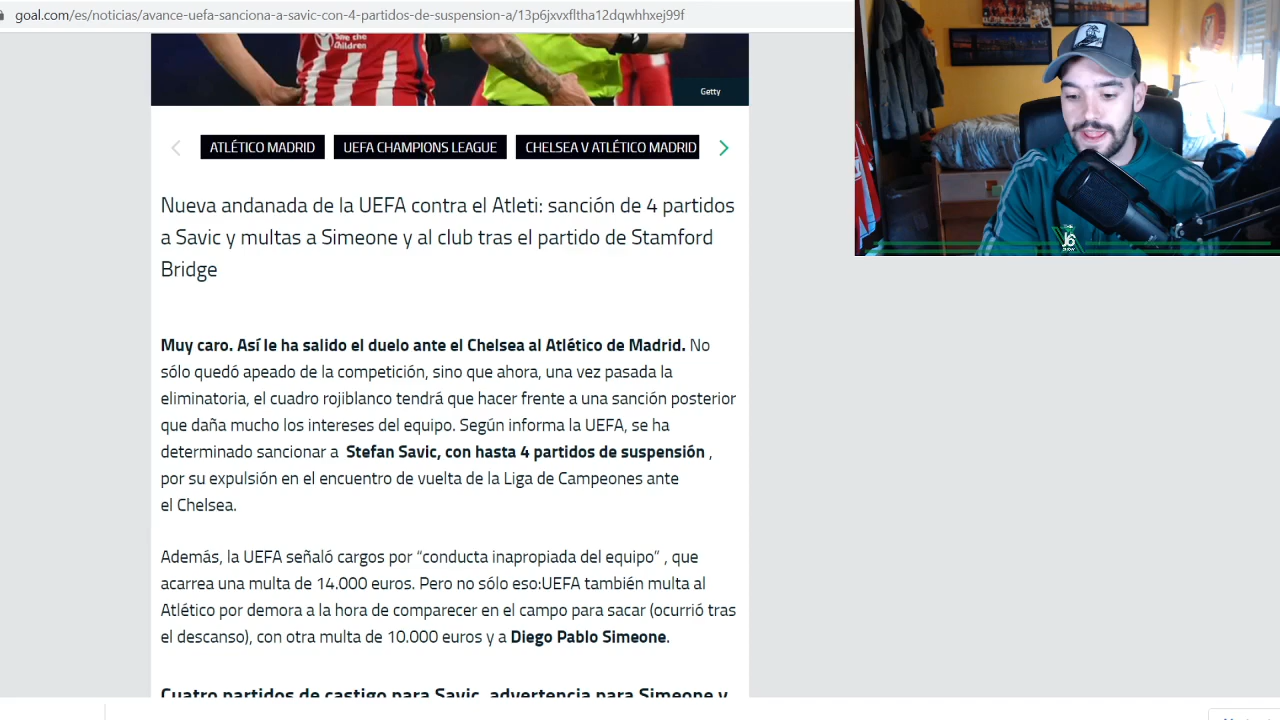 goal.com/es/noticias/avance-uefa-sanciona-a-savic-con-4-partidos-de-suspension-a/13p6jxvxfltha12dqwhhxej99f
Save the
Children
Getty
ATLÉTICO MADRID
UEFA CHAMPIONS LEAGUE
CHELSEA V ATLÉTICO MADRID
Nueva andanada de la UEFA contra el Atleti: sanción de 4 partidos
a Savic y multas a Simeone y al club tras el partido de Stamford
Bridge
Muy caro. Así le ha salido el duelo ante el Chelsea al Atlético de Madrid. No
sólo quedó apeado de la competición, sino que ahora, una vez pasada la
eliminatoria, el cuadro rojiblanco tendrá que hacer frente a una sanción posterior
que daña mucho los intereses del equipo. Según informa la UEFA, se ha
determinado sancionar a Stefan Savic, con hasta 4 partidos de suspensión ,
por su expulsión en el encuentro de vuelta de la Liga de Campeones ante
el Chelsea.
Además, la UEFA señaló cargos por “conducta inapropiada del equipo” , que
acarrea una multa de 14.000 euros. Pero no sólo eso:UEFA también multa al
Atlético por demora a la hora de comparecer en el campo para sacar (ocurrió tras
el descanso), con otra multa de 10.000 euros y a Diego Pablo Simeone.
Cuatro partidos de castigo para Savic, advertencia para Simeone y
J6